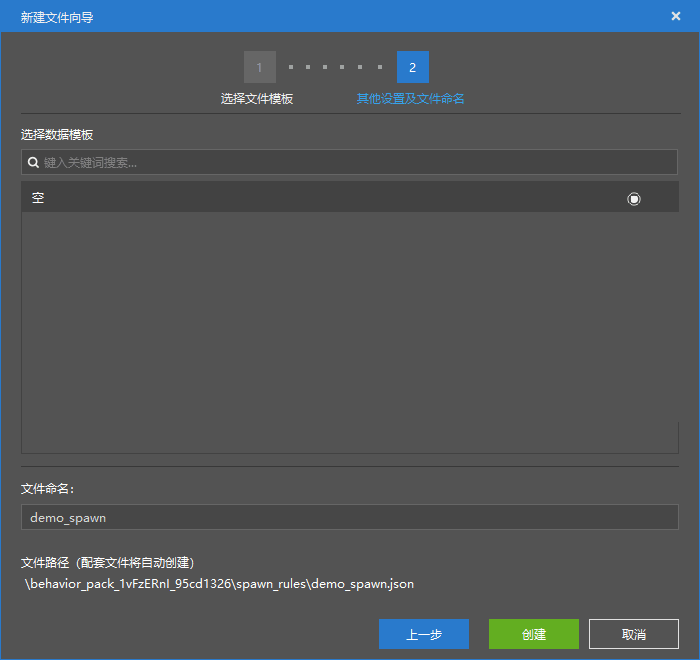 新建文件向导
1
2
选择文件模板
其他设置及文件命名
选择数据模板
键入关键词搜索...
空
文件命名：
demo_spawn
文件路径（配套文件将自动创建）
\behavior_pack_1vFzERnI_95cd1326\spawn_rules\demo_spawn.json
上一步
创建
取消